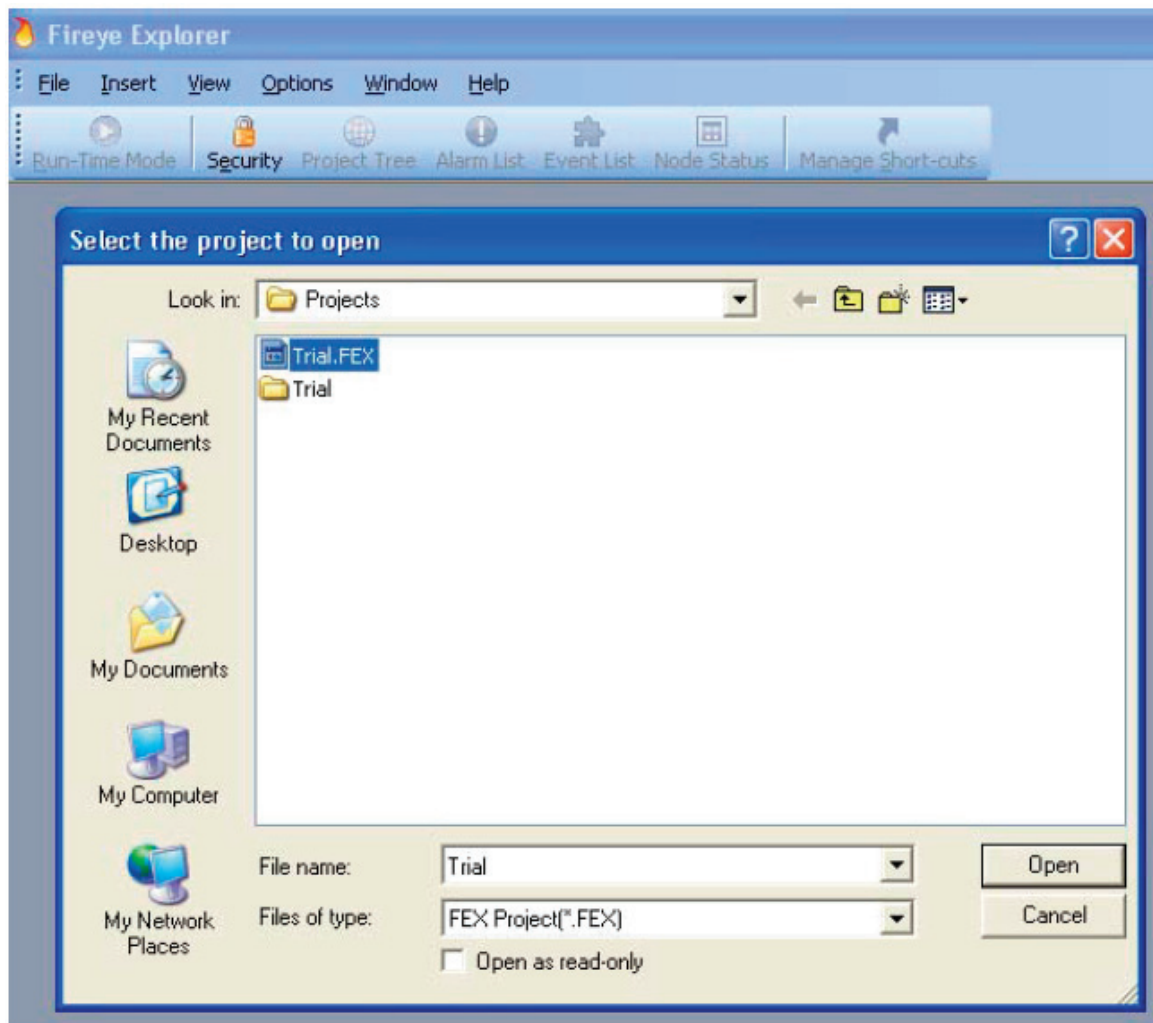 Fireye Explorer
File Insert View Options Window Help
Run-Time Mode Security Project Tree Alarm List Event List Node Status Manage Short-cuts
Select the project to open
Look in: Projects
Trial.FEX
Trial
My Recent
Documents
Desktop
My Documents
My Computer
My Network
Places
File name: Trial Open
Files of type: FEX Project(*.FEX) Cancel
Open as read-only